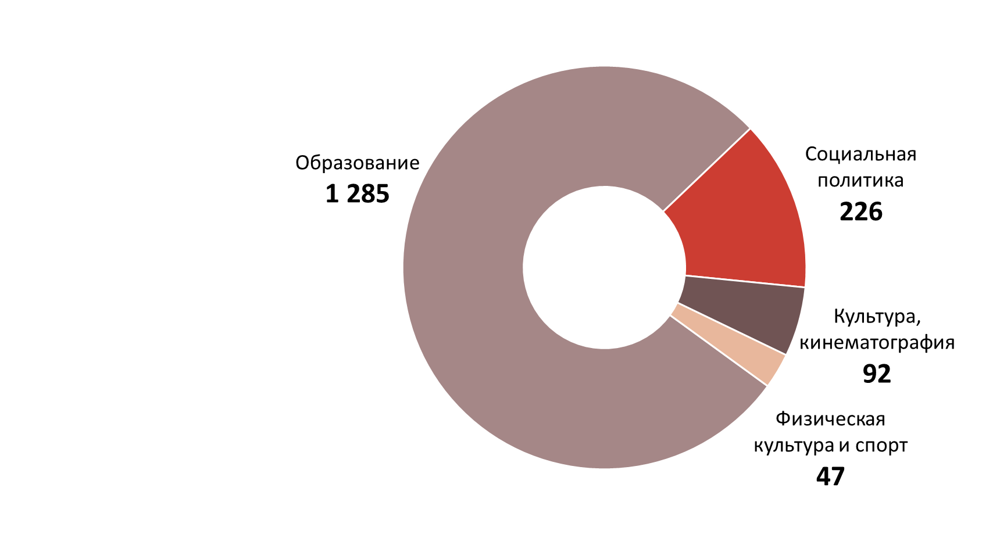 Образование
1 285
Социальная
политика
226
Культура,
кинематография
92
Физическая
культура и спорт
47